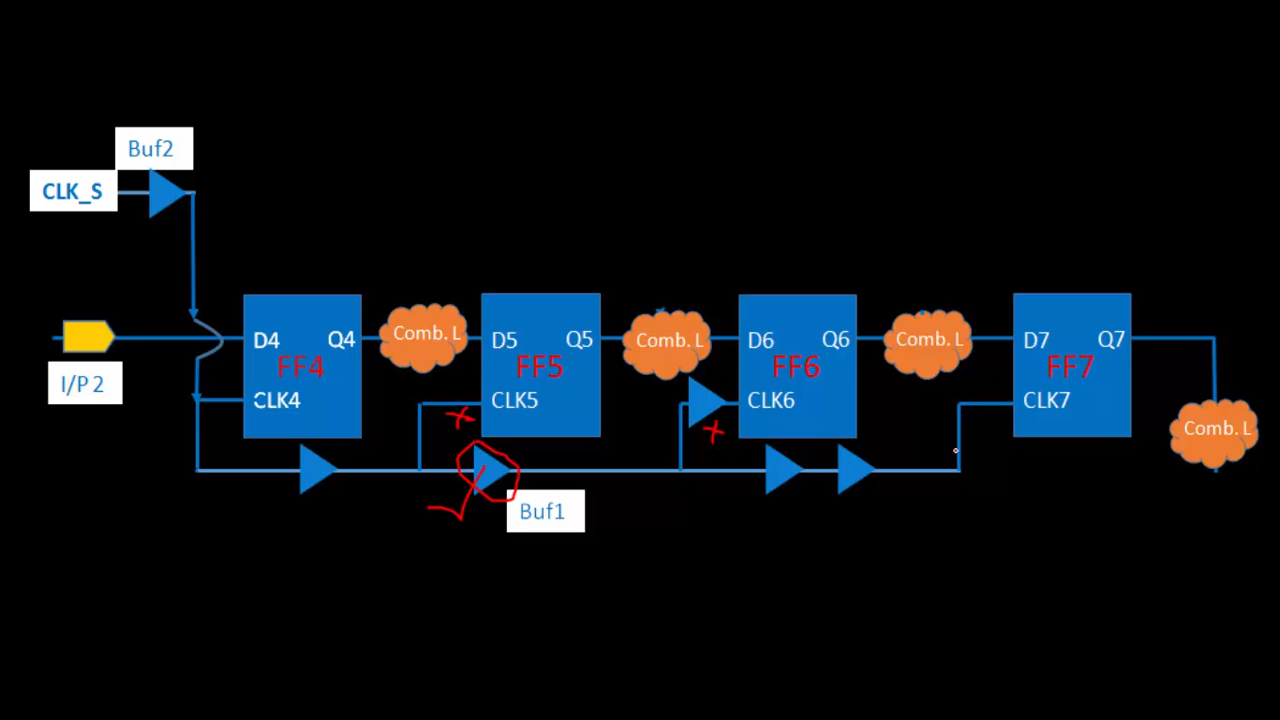 Buf2
CLK_S
I/P 2
D4 Q4
FF4
CLK4
Comb. L
D5 Q5
FF5
CLK5
Comb. L
D6 Q6
FF6
CLK6
Comb. L
D7 Q7
FF7
CLK7
Comb. L
Buf1